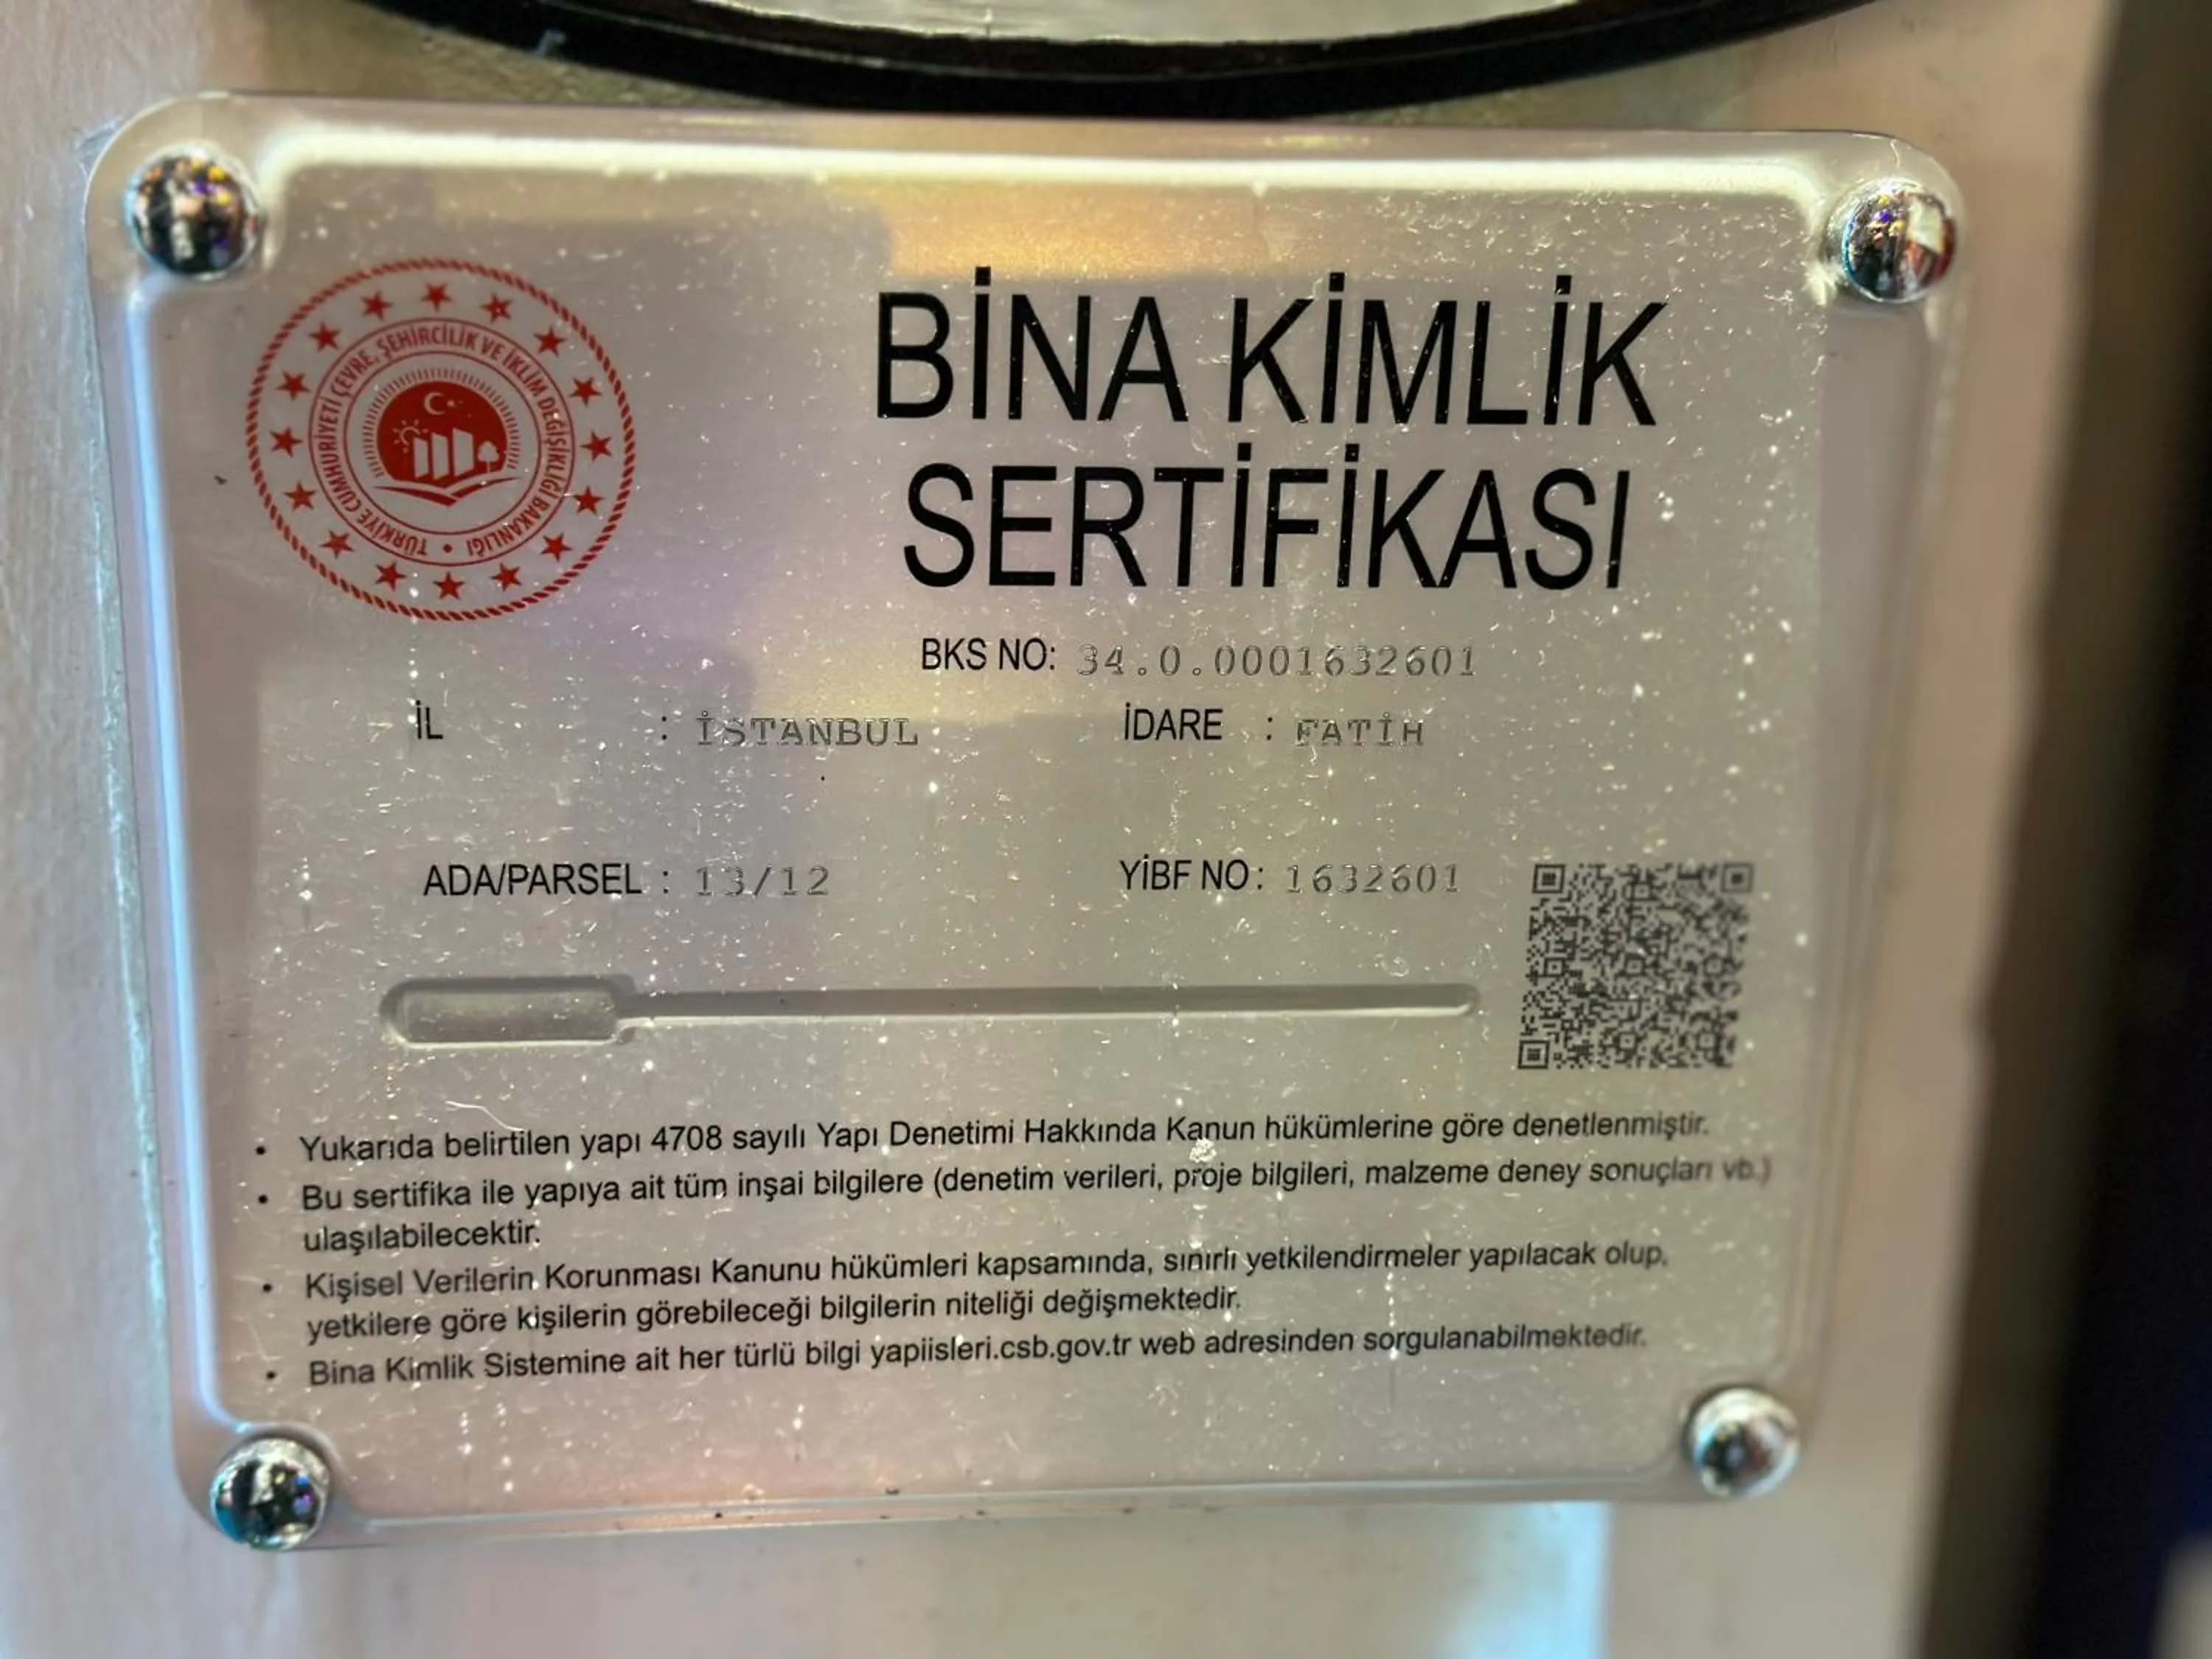 TÜRKİYE CUMHURİYETİ ÇEVRE, ŞEHİRCİLİK VE İKLİM DEĞİŞİKLİĞİ BAKANLIĞI
BİNA KİMLİK
SERTİFİKASI
BKS NO: 34.0.0001632601
İL : İSTANBUL İDARE : FATİH
ADA/PARSEL : 13/12 YİBF NO: 1632601
• Yukarıda belirtilen yapı 4708 sayılı Yapı Denetimi Hakkında Kanun hükümlerine göre denetlenmiştir.
• Bu sertifika ile yapıya ait tüm inşai bilgilere (denetim verileri, proje bilgileri, malzeme deney sonuçları vb.)
ulaşılabilecektir.
• Kişisel Verilerin Korunması Kanunu hükümleri kapsamında, sınırlı yetkilendirmeler yapılacak olup,
yetkilere göre kişilerin görebileceği bilgilerin niteliği değişmektedir.
• Bina Kimlik Sistemine ait her türlü bilgi yapiisleri.csb.gov.tr web adresinden sorgulanabilmektedir.